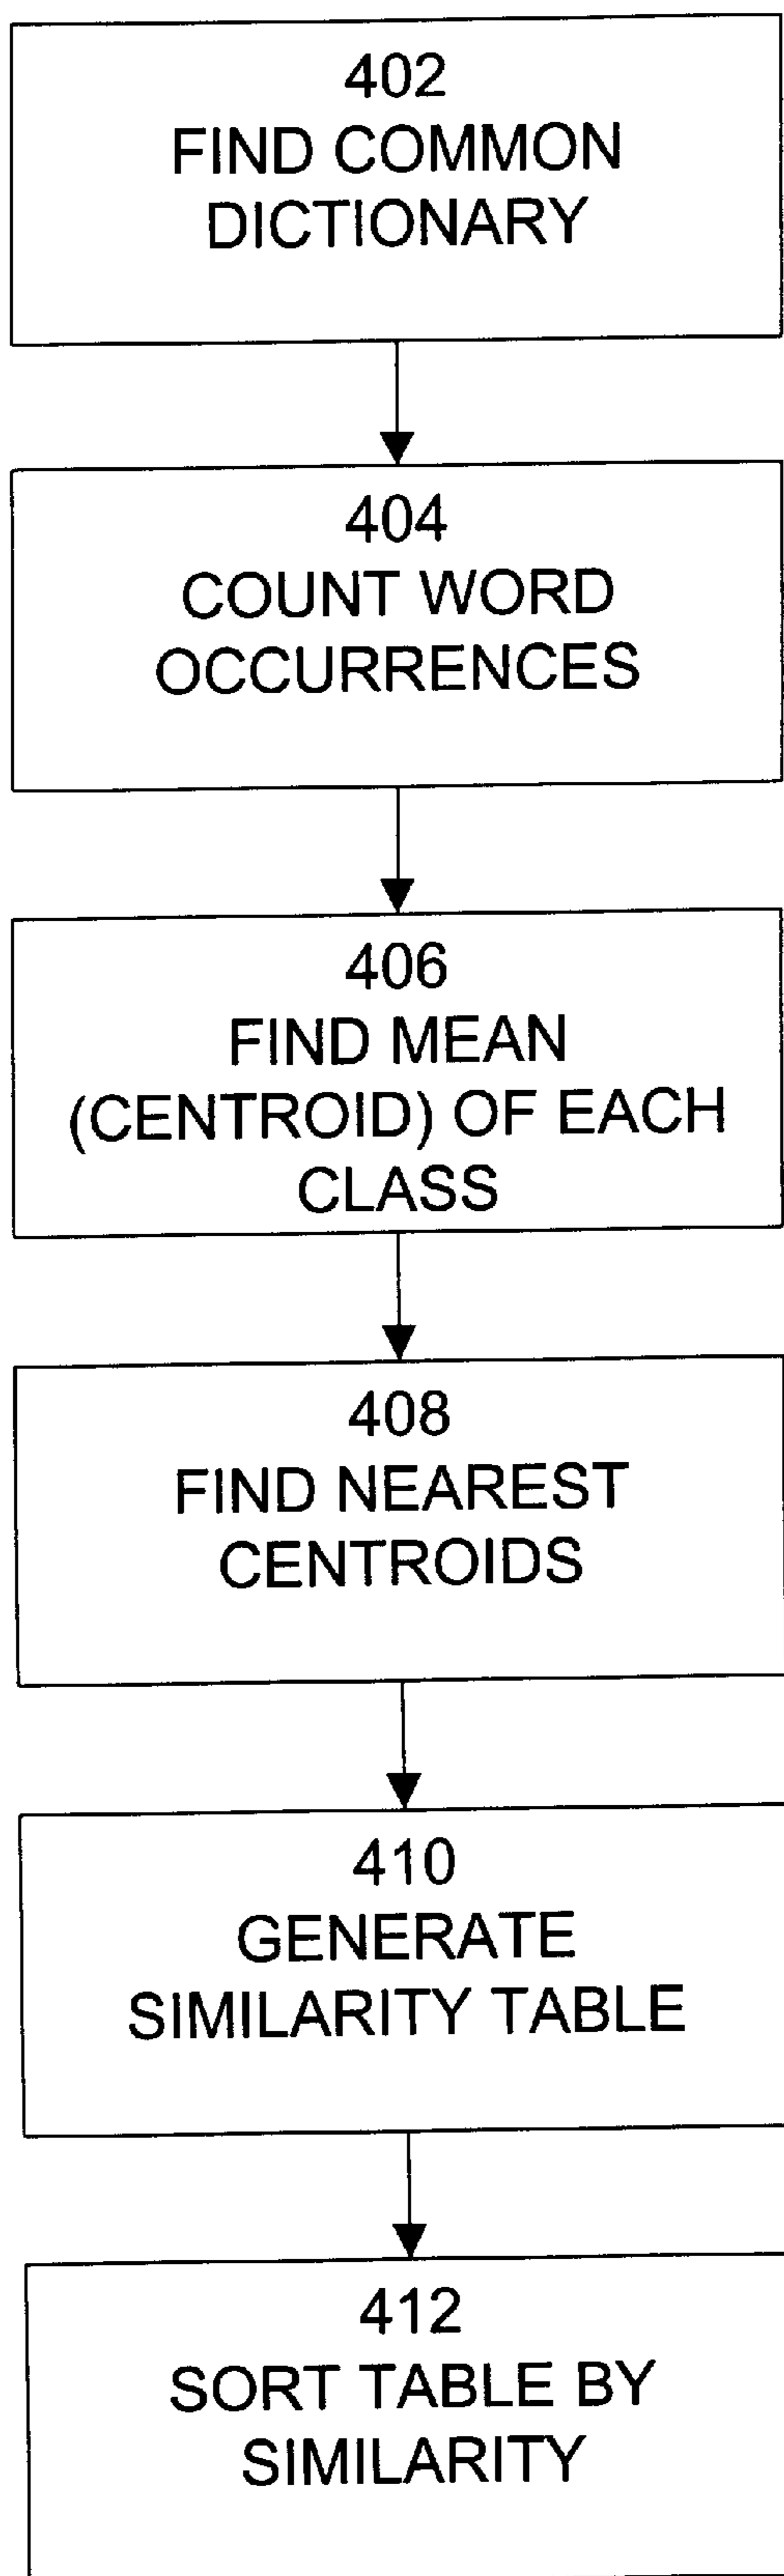 402
FIND COMMON
DICTIONARY
404
COUNT WORD
OCCURRENCES
406
FIND MEAN
(CENTROID) OF EACH
CLASS
408
FIND NEAREST
CENTROIDS
410
GENERATE
SIMILARITY TABLE
412
SORT TABLE BY
SIMILARITY